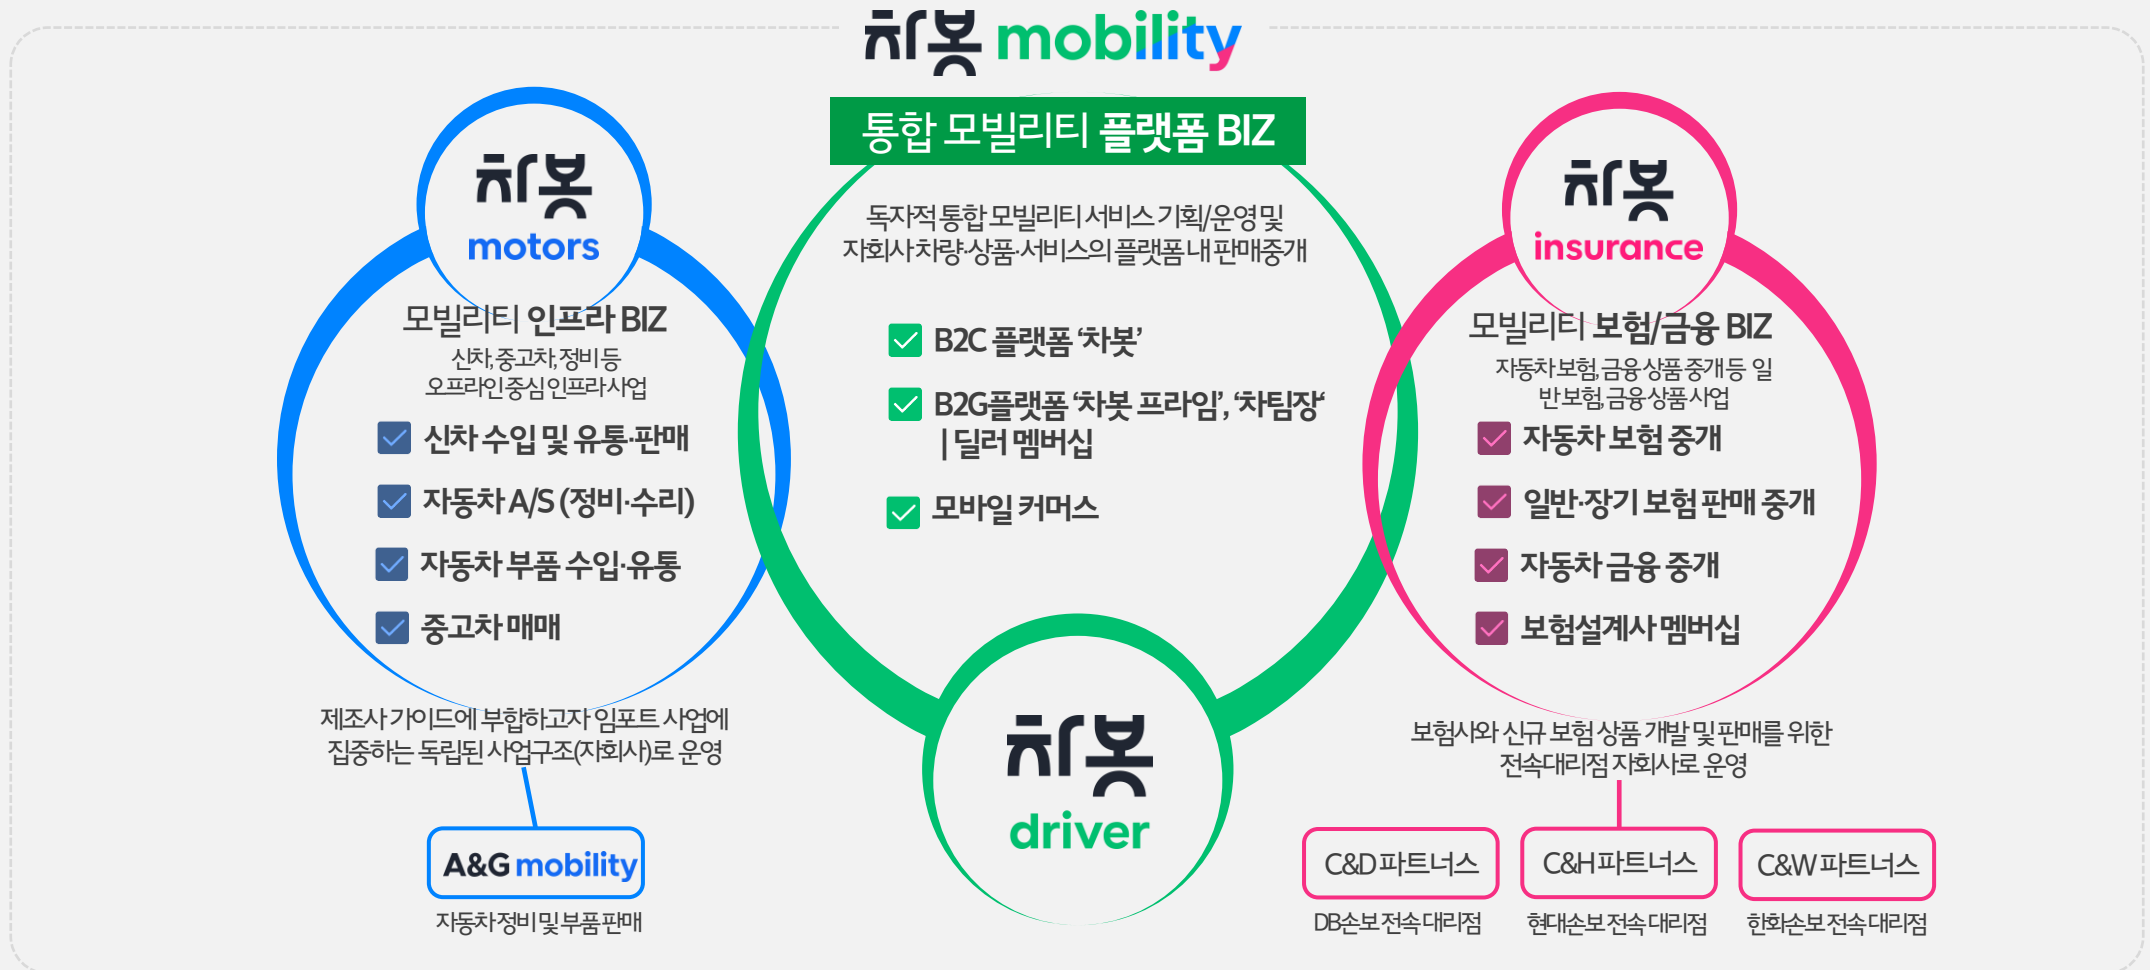 차봇 mobility
차봇
motors
모빌리티 인프라 BIZ
신차, 중고차, 정비 등
오프라인 중심 인프라 사업
신차 수입 및 유통·판매
자동차 A/S (정비·수리)
자동차 부품 수입·유통
중고차 매매
제조사 가이드에 부합하고자 임포트 사업에
집중하는 독립된 사업구조(자회사)로 운영
A&G mobility
자동차 정비 및 부품 판매
통합 모빌리티 플랫폼 BIZ
독자적 통합 모빌리티 서비스 기획/운영 및
자회사 차량·상품·서비스의 플랫폼 내 판매중개
B2C 플랫폼 ‘차봇’
B2G플랫폼 ‘차봇 프라임’, ‘차팀장‘
| 딜러 멤버십
모바일 커머스
차봇
driver
차봇
insurance
모빌리티 보험/금융 BIZ
자동차 보험, 금융 상품 중개 등 일
반 보험, 금융 상품 사업
자동차 보험 중개
일반·장기 보험 판매 중개
자동차 금융 중개
보험설계사 멤버십
보험사와 신규 보험 상품 개발 및 판매를 위한
전속대리점 자회사로 운영
C&D 파트너스
DB손보 전속 대리점
C&H 파트너스
현대손보 전속 대리점
C&W 파트너스
한화손보 전속 대리점